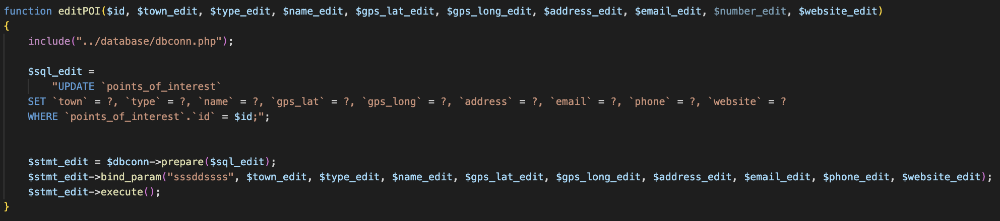 function editPOI($id, $town_edit, $type_edit, $name_edit, $gps_lat_edit, $gps_long_edit, $address_edit, $email_edit, $number_edit, $website_edit)
{
    include("../database/dbconn.php");

    $sql_edit =
        "UPDATE `points_of_interest`
    SET `town` = ?, `type` = ?, `name` = ?, `gps_lat` = ?, `gps_long` = ?, `address` = ?, `email` = ?, `phone` = ?, `website` = ?
    WHERE `points_of_interest`.`id` = $id;";


    $stmt_edit = $dbconn->prepare($sql_edit);
    $stmt_edit->bind_param("sssddssss", $town_edit, $type_edit, $name_edit, $gps_lat_edit, $gps_long_edit, $address_edit, $email_edit, $phone_edit, $website_edit);
    $stmt_edit->execute();
}